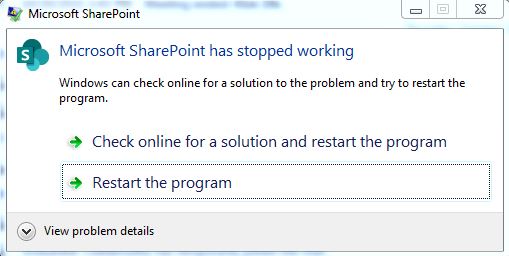 Microsoft SharePoint
Microsoft SharePoint has stopped working
Windows can check online for a solution to the problem and try to restart the
program.
Check online for a solution and restart the program
Restart the program
View problem details